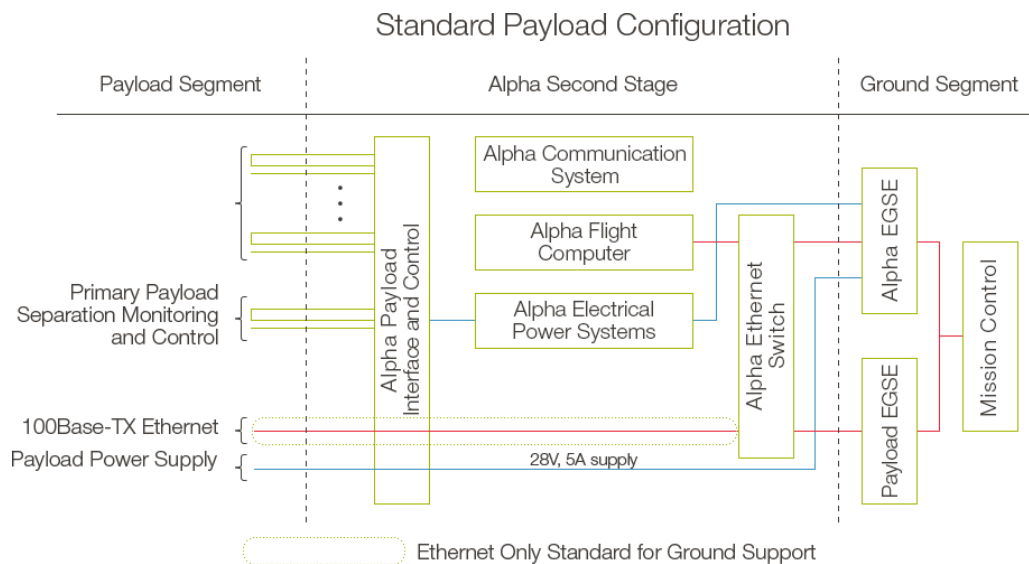 Standard Payload Configuration
Payload Segment
Alpha Second Stage
Ground Segment
Alpha Communication
System
Alpha Flight
Computer
Alpha Electrical
Power Systems
Alpha Payload
Interface and Control
Alpha Ethernet
Switch
Alpha EGSE
Payload EGSE
Mission Control
Primary Payload
Separation Monitoring
and Control
100Base-TX Ethernet
Payload Power Supply
28V, 5A supply
Ethernet Only Standard for Ground Support